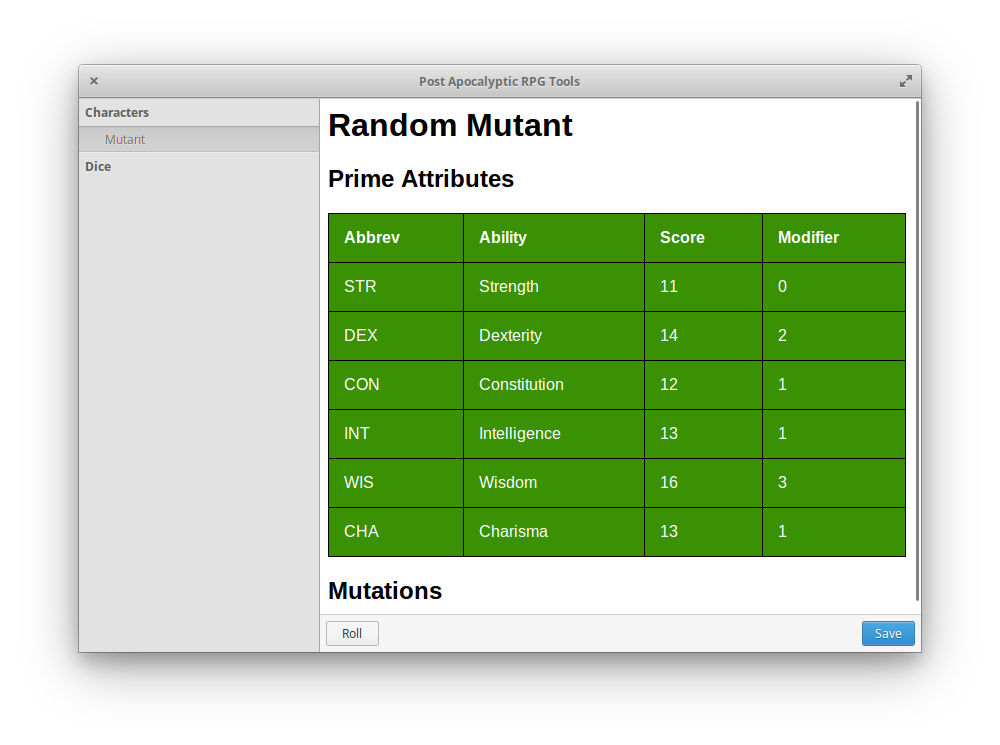 Post Apocalyptic RPG Tools
Characters
Mutant
Dice
Random Mutant
Prime Attributes
Abbrev Ability Score Modifier
STR Strength 11 0
DEX Dexterity 14 2
CON Constitution 12 1
INT Intelligence 13 1
WIS Wisdom 16 3
CHA Charisma 13 1
Mutations
Roll Save